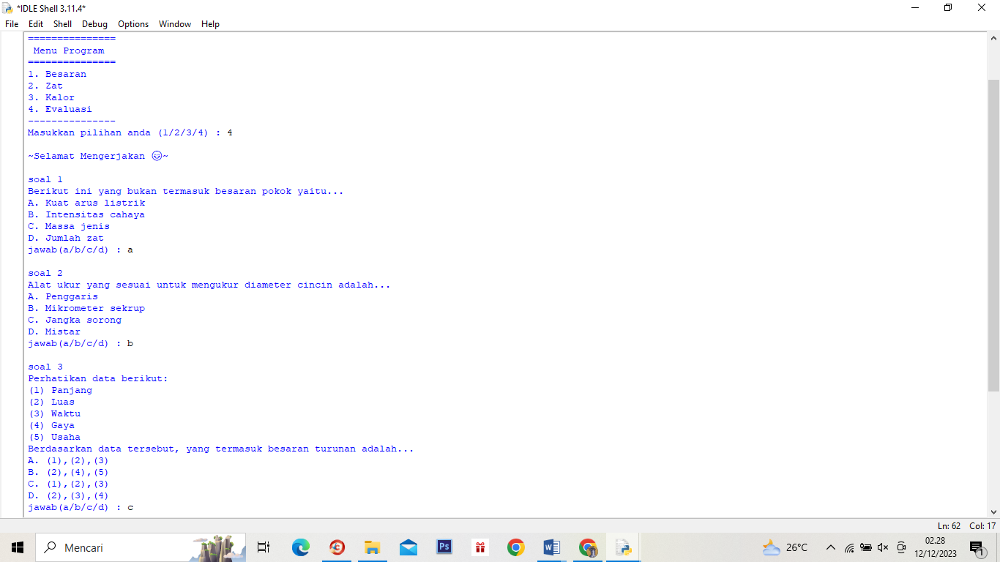 *IDLE Shell 3.11.4*
File Edit Shell Debug Options Window Help
===============
Menu Program
===============
1. Besaran
2. Zat
3. Kalor
4. Evaluasi
---------------
Masukkan pilihan anda (1/2/3/4) : 4
~Selamat Mengerjakan 😊~
soal 1
Berikut ini yang bukan termasuk besaran pokok yaitu...
A. Kuat arus listrik
B. Intensitas cahaya
C. Massa jenis
D. Jumlah zat
jawab(a/b/c/d) : a
soal 2
Alat ukur yang sesuai untuk mengukur diameter cincin adalah...
A. Penggaris
B. Mikrometer sekrup
C. Jangka sorong
D. Mistar
jawab(a/b/c/d) : b
soal 3
Perhatikan data berikut:
(1) Panjang
(2) Luas
(3) Waktu
(4) Gaya
(5) Usaha
Berdasarkan data tersebut, yang termasuk besaran turunan adalah...
A. (1),(2),(3)
B. (2),(4),(5)
C. (1),(2),(3)
D. (2),(3),(4)
jawab(a/b/c/d) : c
Ln: 62 Col: 17
Mencari
Ps
W
26°C
02.28
12/12/2023
1